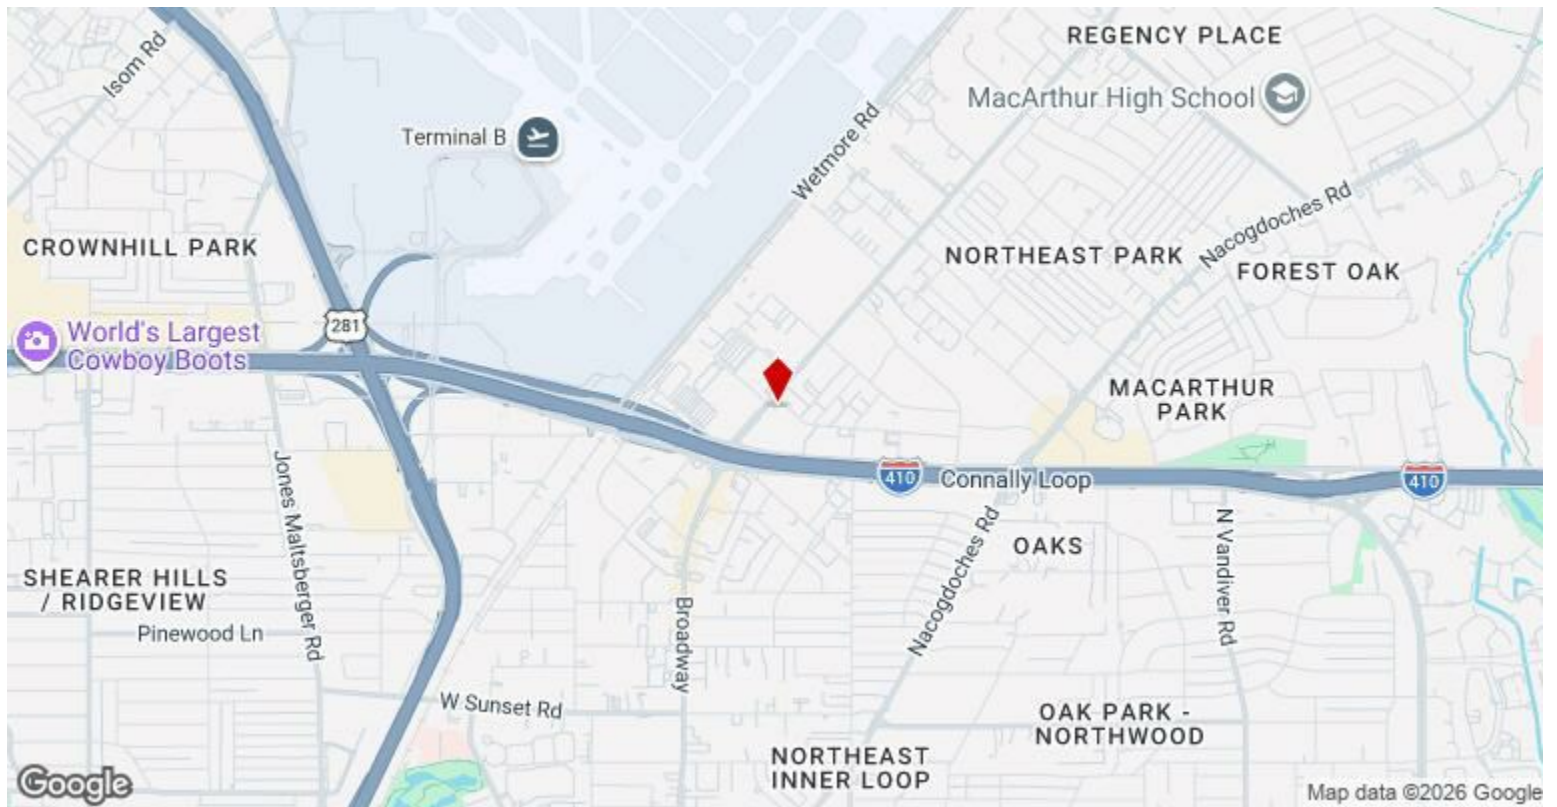 REGENCY PLACE
Isom Rd
MacArthur High School
Terminal B
Wetmore Rd
Nacogdoches Rd
CROWNHILL PARK
NORTHEAST PARK
FOREST OAK
281
World's Largest
Cowboy Boots
MACARTHUR
PARK
410
Connally Loop
410
Jones Maltsberger Rd
Nacogdoches Rd
N Vandiver Rd
OAKS
SHEARER HILLS
/ RIDGEVIEW
Pinewood Ln
Broadway
W Sunset Rd
OAK PARK -
NORTHWOOD
NORTHEAST
INNER LOOP
Google
Map data ©2026 Google